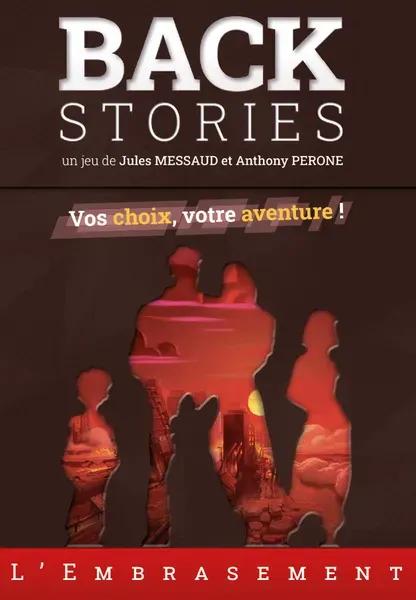 BACK
STORIES
un jeu de Jules MESSAUD et Anthony PERONE
Vos choix, votre aventure !
L'EMBRASEMENT